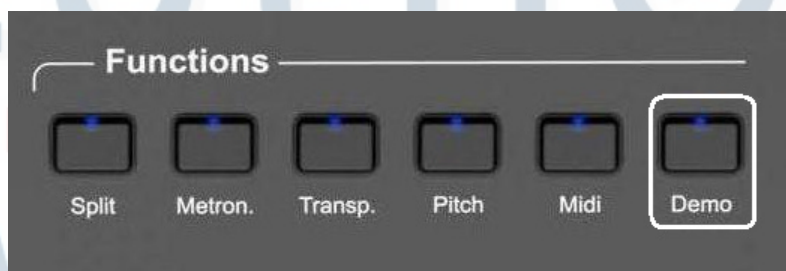 Functions
Split Metron. Transp. Pitch Midi Demo